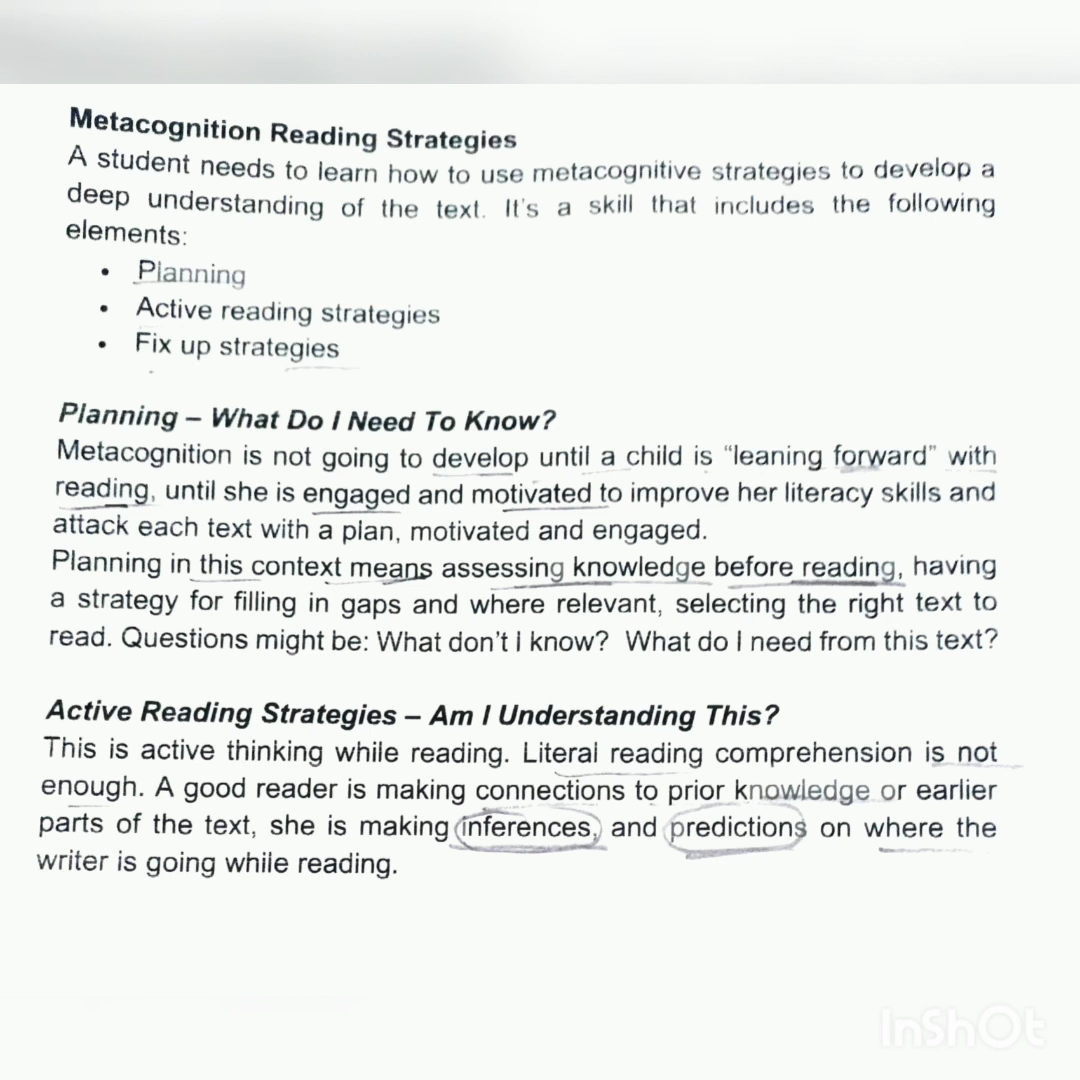 Metacognition Reading Strategies
A student needs to learn how to use metacognitive strategies to develop a
deep understanding of the text. It's a skill that includes the following
elements:
• Planning
• Active reading strategies
• Fix up strategies
Planning – What Do I Need To Know?
Metacognition is not going to develop until a child is “leaning forward” with
reading, until she is engaged and motivated to improve her literacy skills and
attack each text with a plan, motivated and engaged.
Planning in this context means assessing knowledge before reading, having
a strategy for filling in gaps and where relevant, selecting the right text to
read. Questions might be: What don't I know? What do I need from this text?
Active Reading Strategies – Am I Understanding This?
This is active thinking while reading. Literal reading comprehension is not
enough. A good reader is making connections to prior knowledge or earlier
parts of the text, she is making inferences, and predictions on where the
writer is going while reading.
InShOt